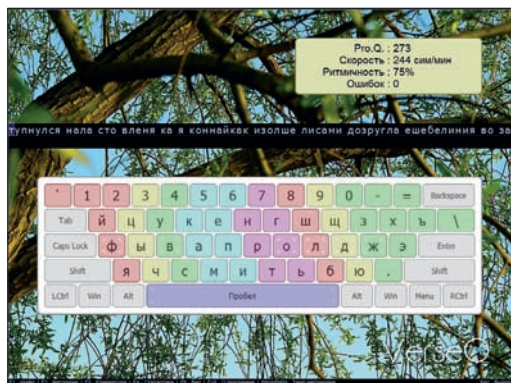 Pro.Q. : 273
Скорость : 244 сим/мин
Ритмичность : 75%
Ошибок : 0
тупнулся нала сто вленя ка я коннайкак изолше лисами дозругла ешебелиния во за
` 1 2 3 4 5 6 7 8 9 0 - = Backspace
Tab й ц у к е н г ш щ з х ъ \
Caps Lock ф ы в а п р о л д ж э Enter
Shift я ч с м и т ь б ю . Shift
LCtrl Win Alt Пробел Alt Win Menu RCtrl
VerseQ